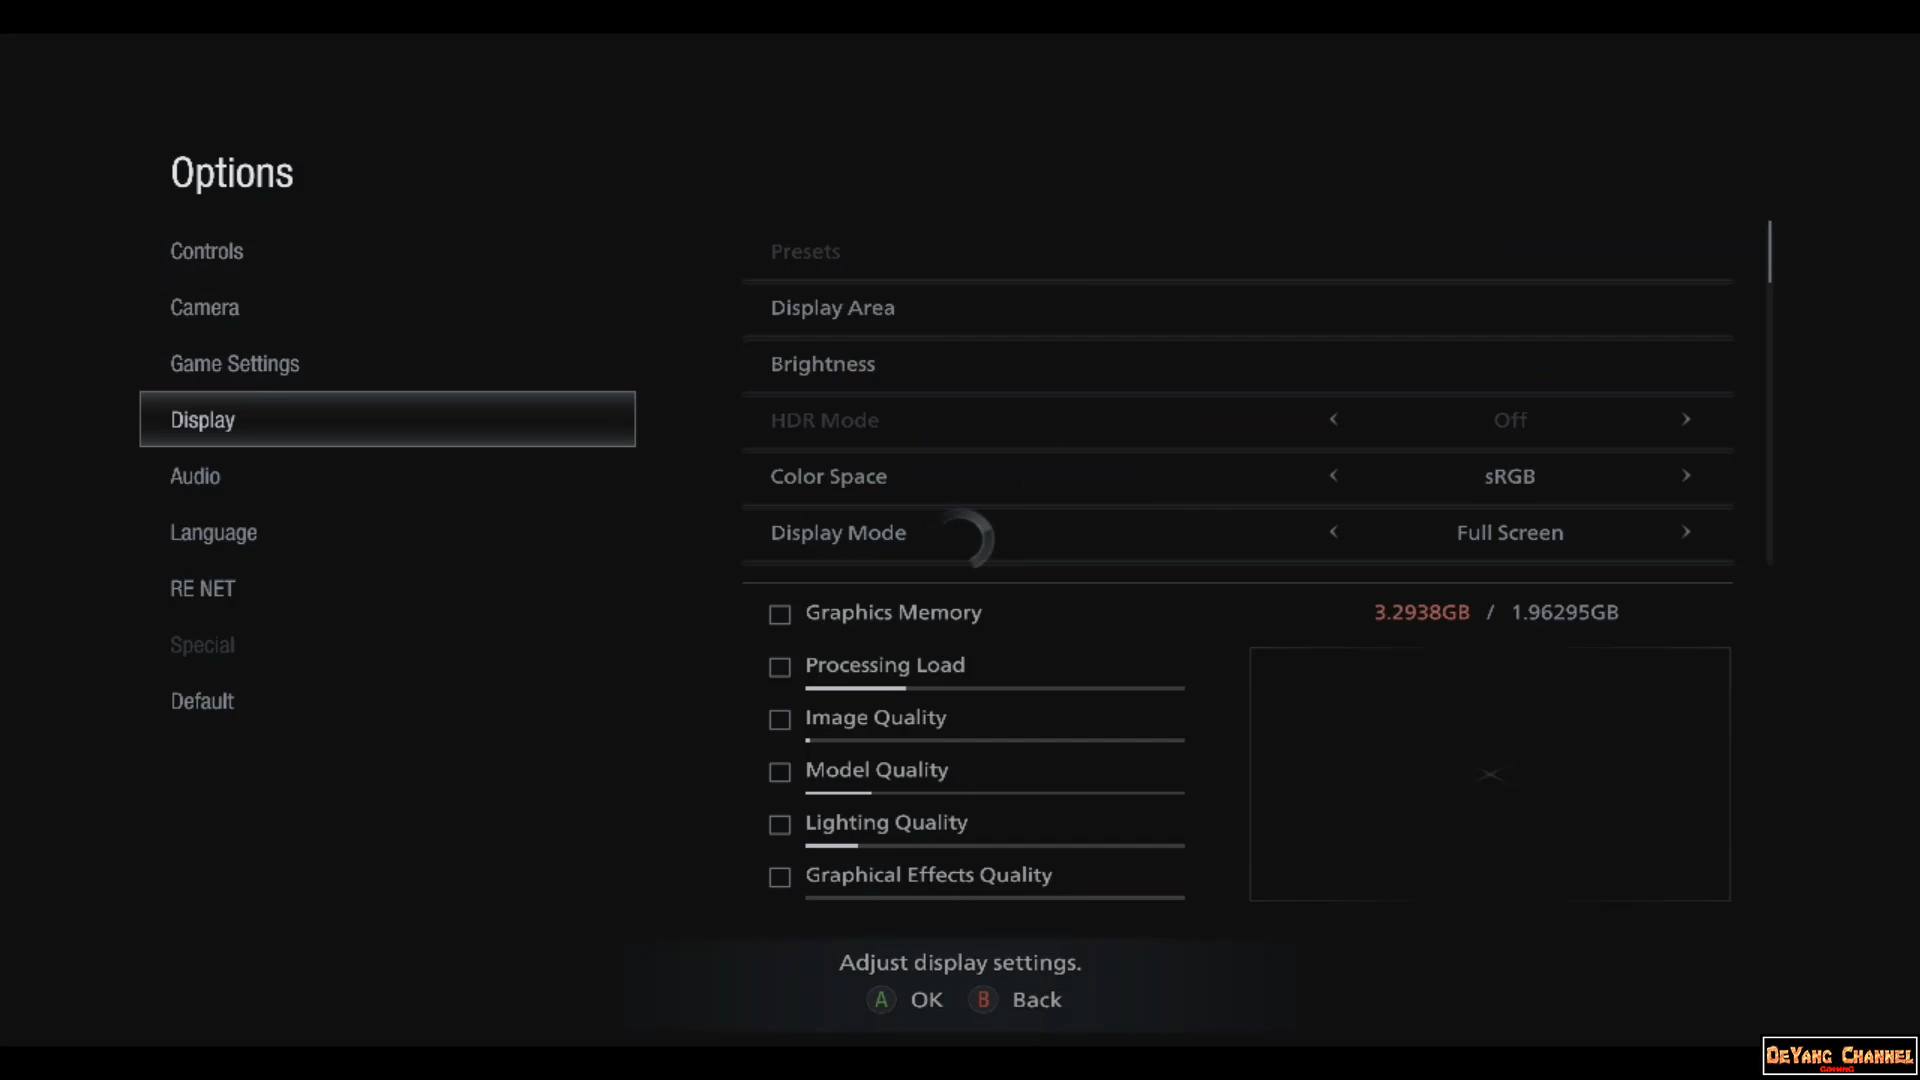 Options
Controls
Camera
Game Settings
Display
Audio
Language
RE NET
Special
Default
Presets
Display Area
Brightness
HDR Mode < Off >
Color Space < sRGB >
Display Mode < Full Screen >
Graphics Memory 3.2938GB / 1.96295GB
Processing Load
Image Quality
Model Quality
Lighting Quality
Graphical Effects Quality
Adjust display settings.
A OK B Back
DeYang Channel
GAMING